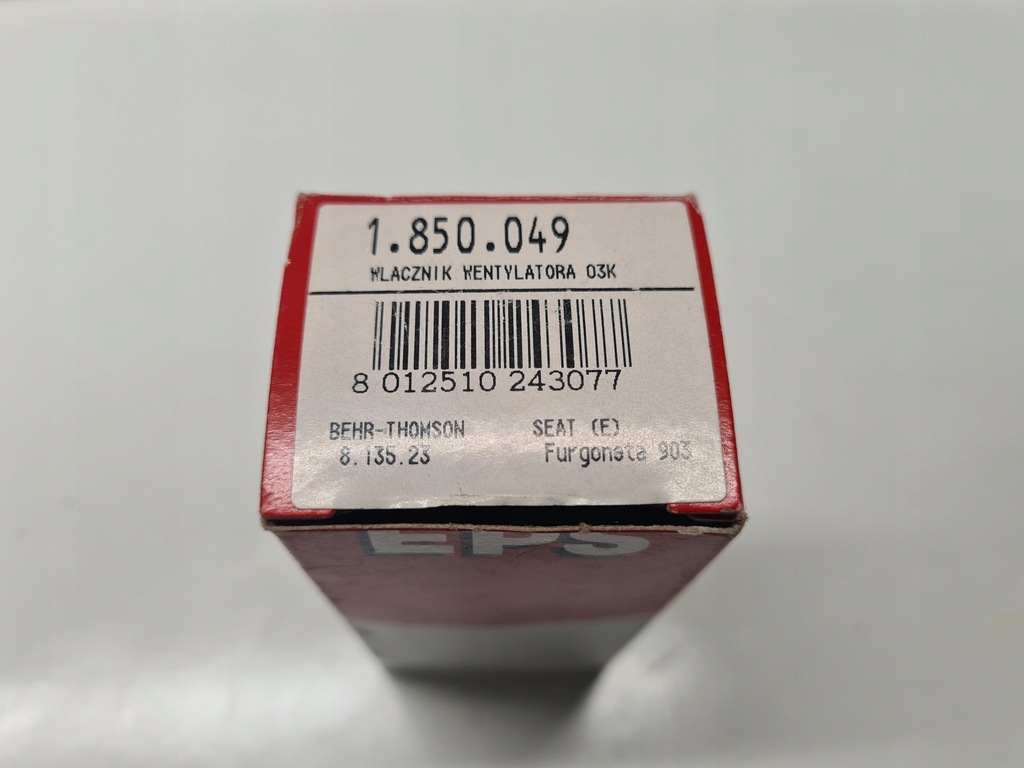 1.850.049
WLACZNIK WENTYLATORA 03K
8 012510 243077
BEHR-THOMSON SEAT (E)
8.135.23 Furgoneta 903
EPS